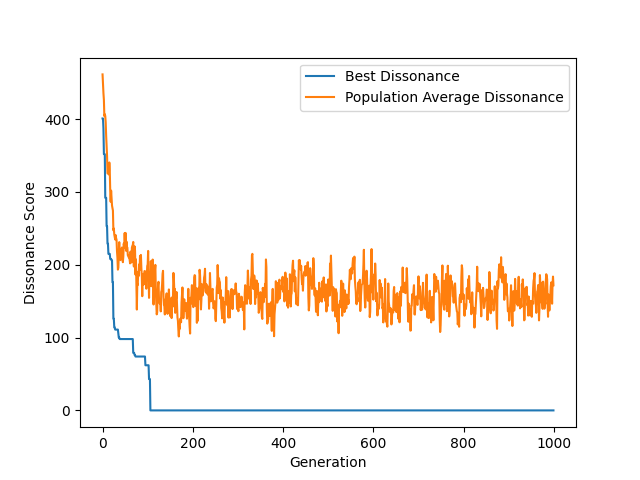 Best Dissonance
Population Average Dissonance
Dissonance Score
400
300
200
100
0
0 200 400 600 800 1000
Generation